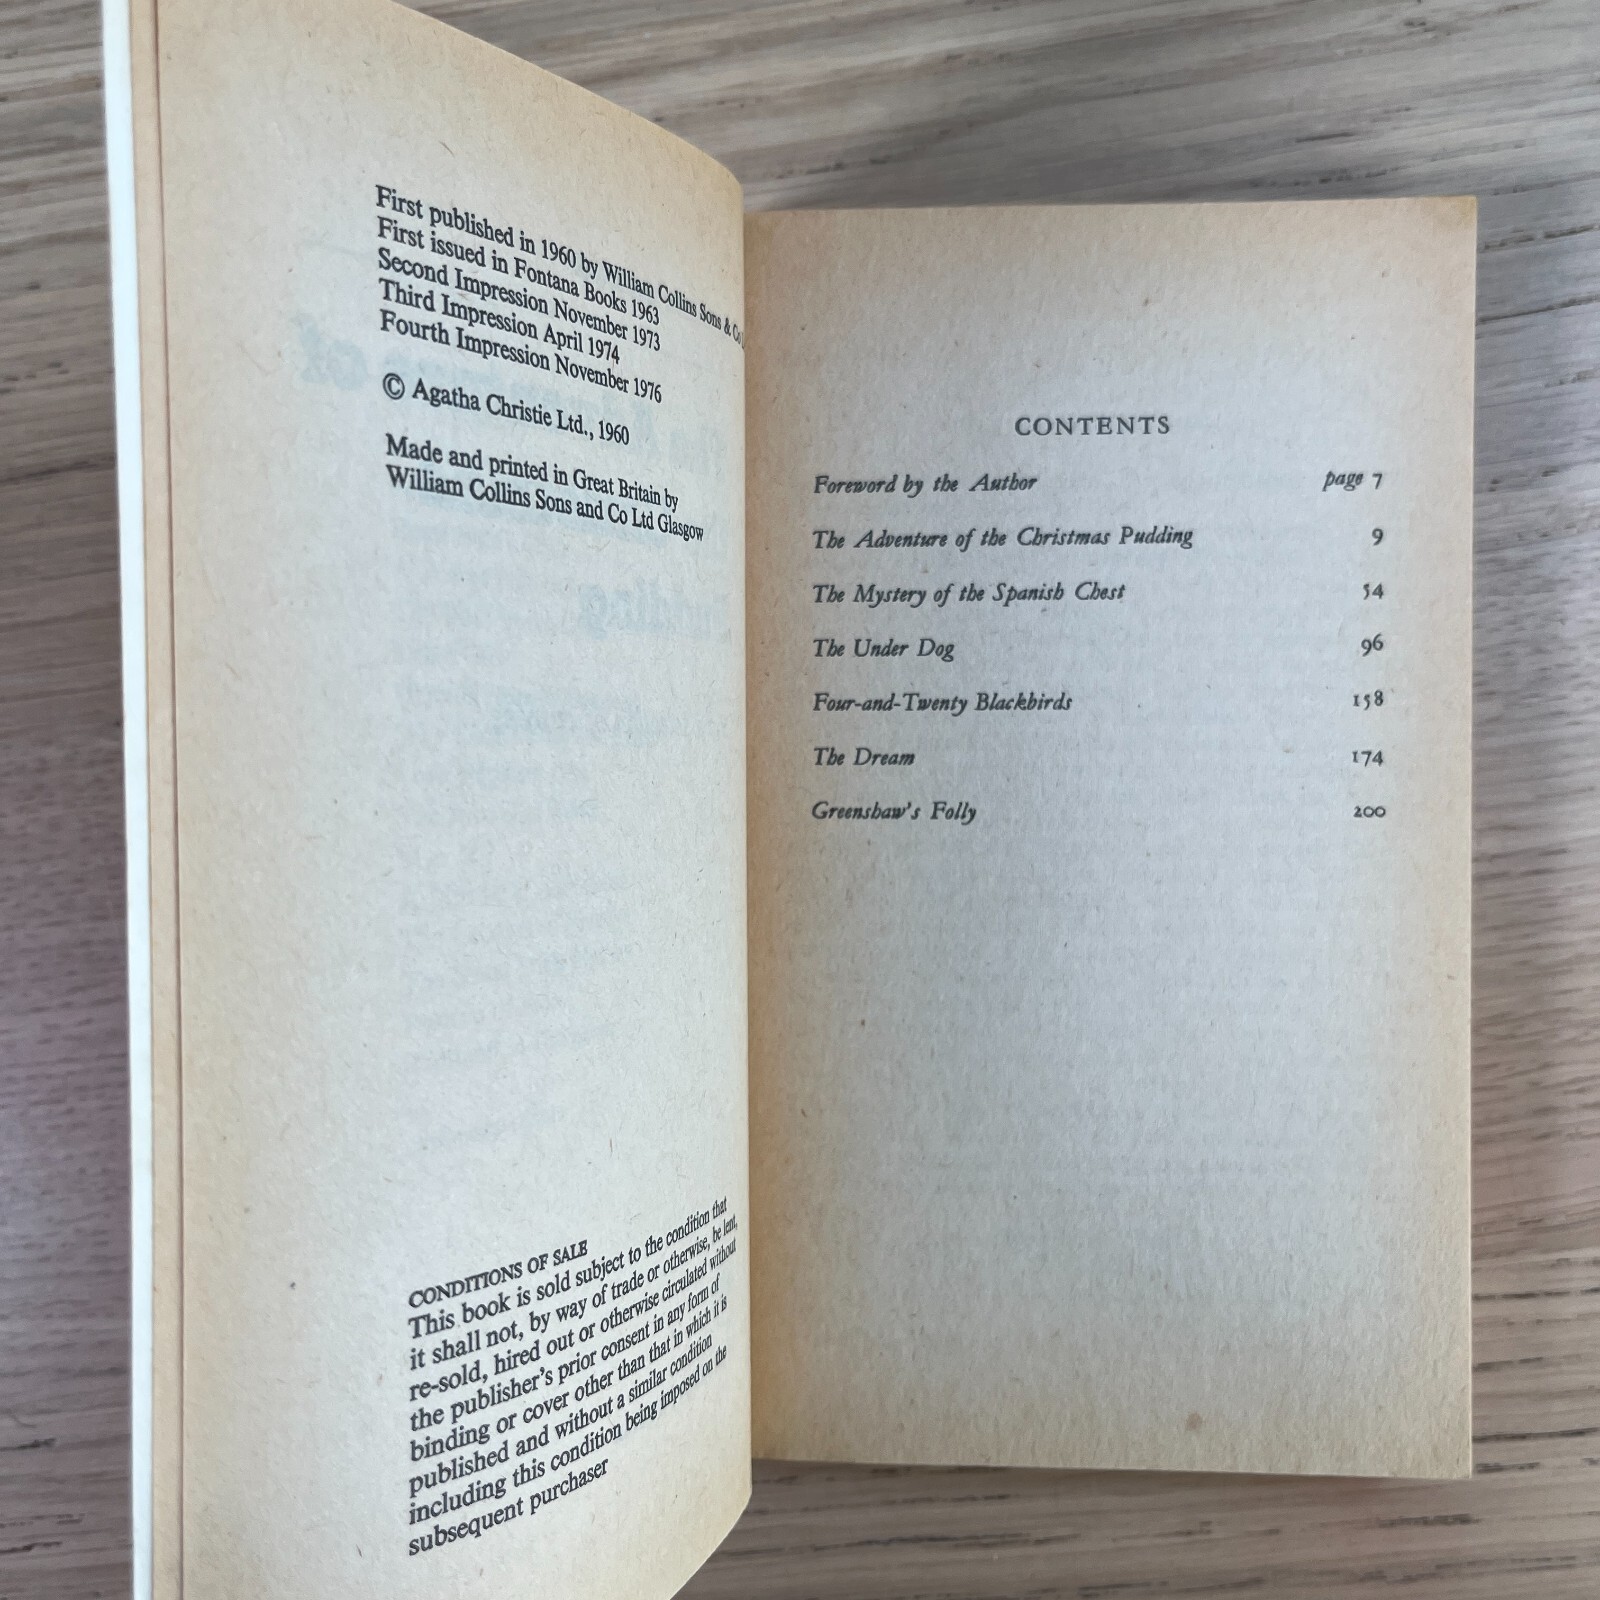 First published in 1960 by William Collins Sons & Co
First issued in Fontana Books 1963
Second Impression November 1973
Third Impression April 1974
Fourth Impression November 1976
© Agatha Christie Ltd., 1960
Made and printed in Great Britain by
William Collins Sons and Co Ltd Glasgow
CONDITIONS OF SALE
This book is sold subject to the condition that
it shall not, by way of trade or otherwise, be lent,
re-sold, hired out or otherwise circulated without
the publisher's prior consent in any form of
binding or cover other than that in which it is
published and without a similar condition
including this condition being imposed on the
subsequent purchaser
CONTENTS
Foreword by the Author page 7
The Adventure of the Christmas Pudding 9
The Mystery of the Spanish Chest 54
The Under Dog 96
Four-and-Twenty Blackbirds 158
The Dream 174
Greenshaw's Folly 200